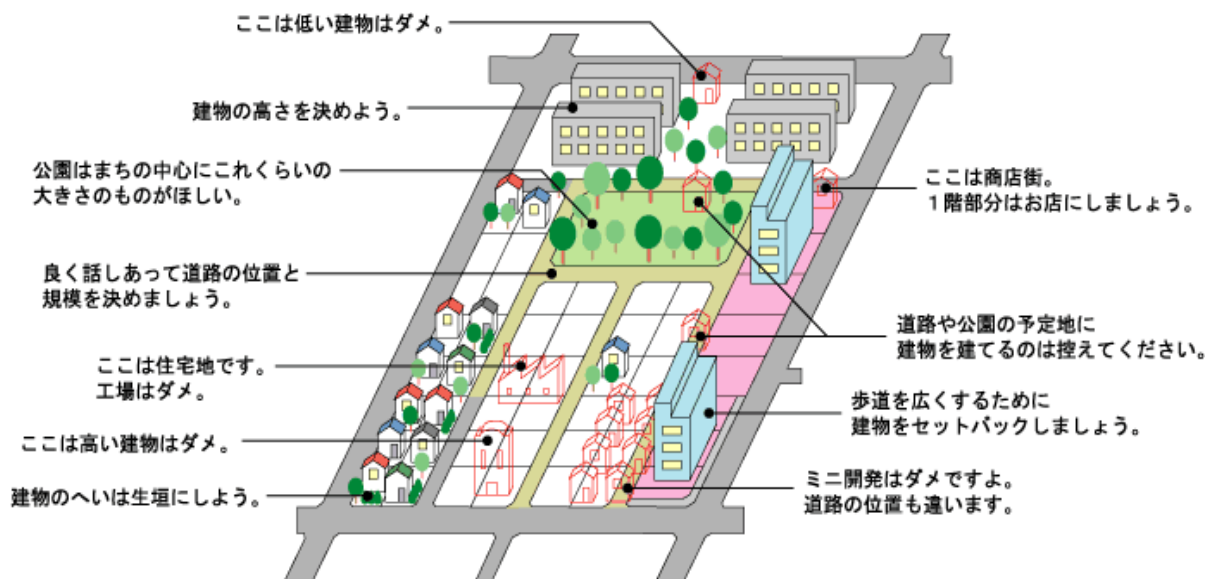 ここは低い建物はダメ。
建物の高さを決めよう。
公園はまちの中心にこれくらいの
大きさのものがほしい。
良く話しあって道路の位置と
規模を決めましょう。
ここは住宅地です。
工場はダメ。
ここは高い建物はダメ。
建物のへいは生垣にしよう。
ここは商店街。
1階部分はお店にしましょう。
道路や公園の予定地に
建物を建てるのは控えてください。
歩道を広くするために
建物をセットバックしましょう。
ミニ開発はダメですよ。
道路の位置も違います。